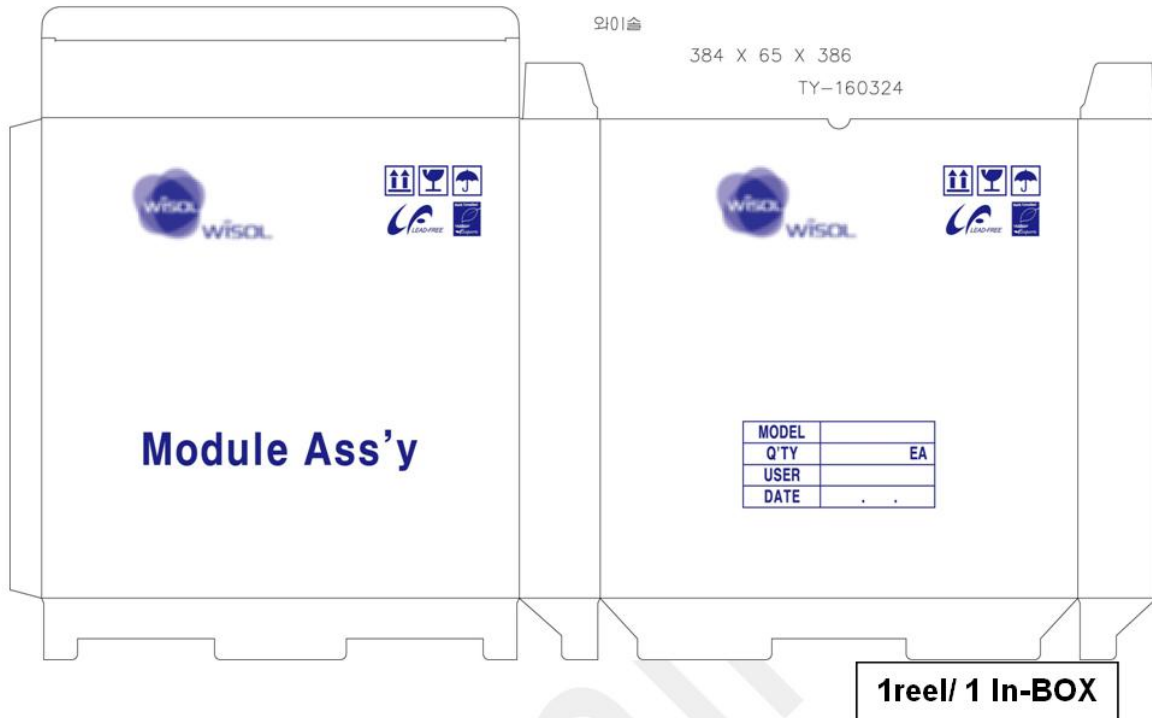 와이솔
384 X 65 X 386
TY-160324
WiSOL
WiSOL
LEAD-FREE
Module Ass'y
WiSOL
WiSOL
LEAD-FREE
MODEL
Q'TY EA
USER
DATE . .
1reel/ 1 In-BOX